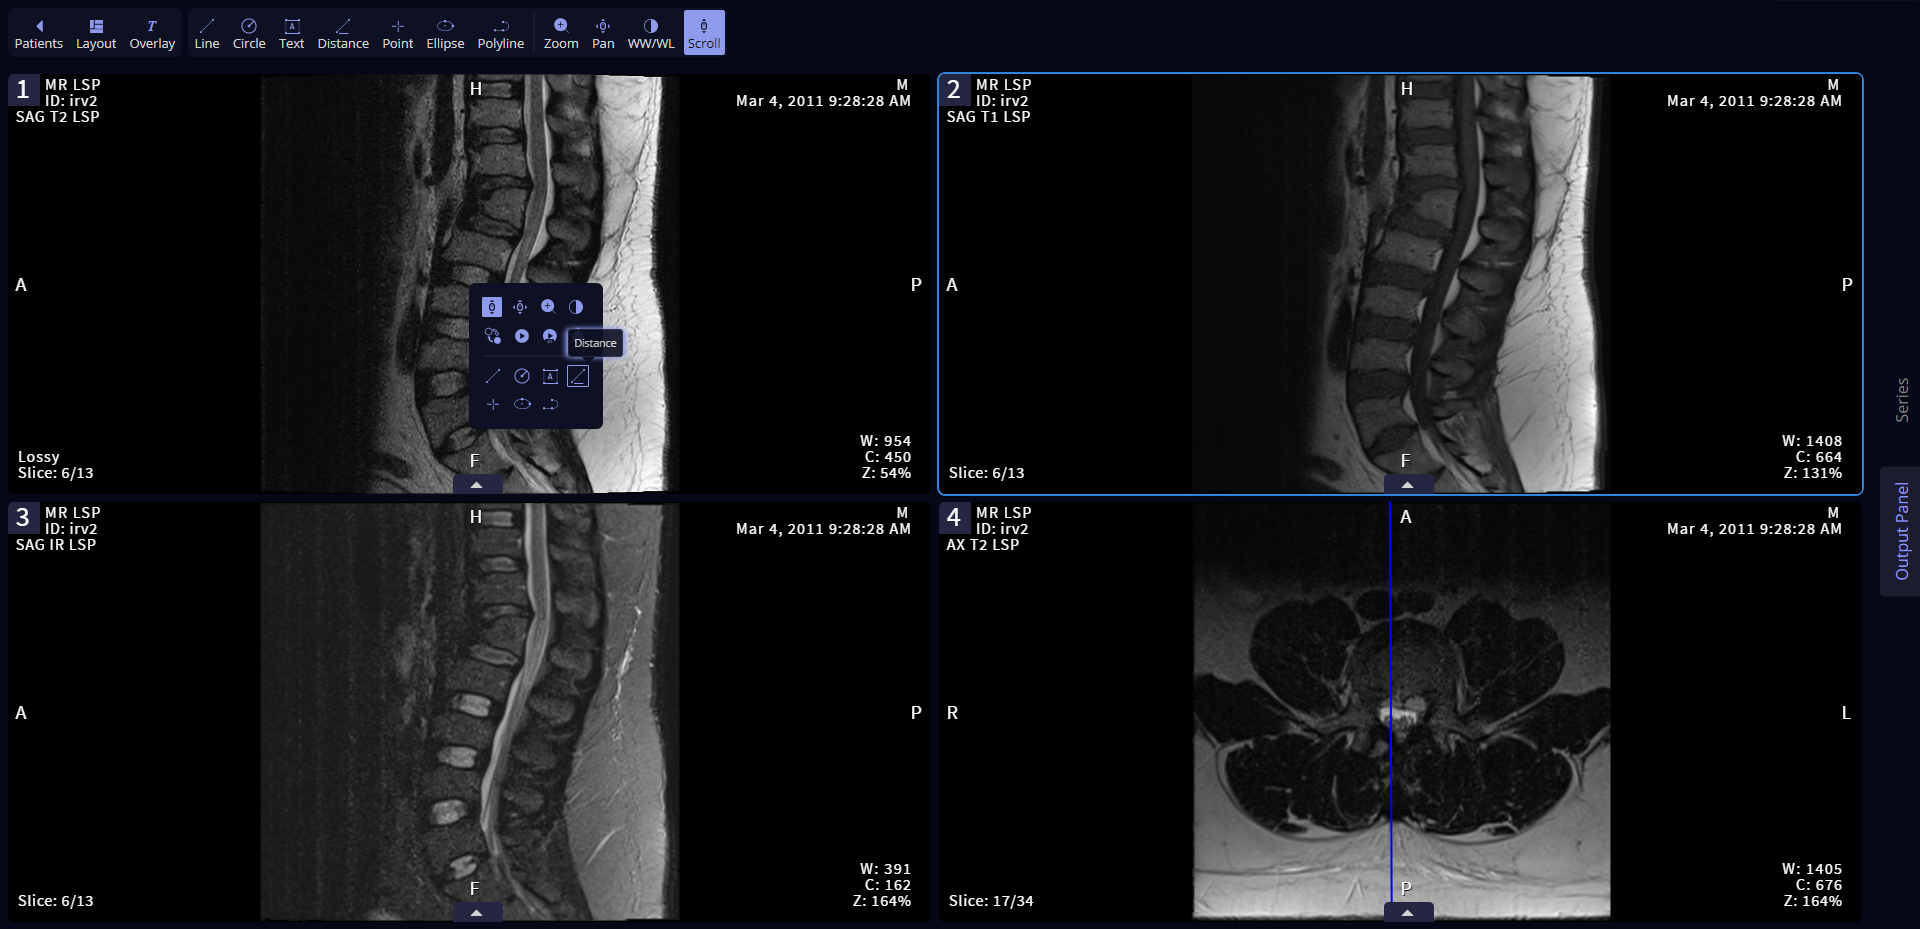 Patients Layout Overlay Line Circle Text Distance Point Ellipse Polyline Zoom Pan WW/WL Scroll
1
MR LSP
ID: irv2
SAG T2 LSP
H
M
Mar 4, 2011 9:28:28 AM
A
P
Distance
Lossy
Slice: 6/13
F
W: 954
C: 450
Z: 54%
2
MR LSP
ID: irv2
SAG T1 LSP
H
M
Mar 4, 2011 9:28:28 AM
A
P
Slice: 6/13
F
W: 1408
C: 664
Z: 131%
3
MR LSP
ID: irv2
SAG IR LSP
H
M
Mar 4, 2011 9:28:28 AM
A
P
Slice: 6/13
F
W: 391
C: 162
Z: 164%
4
MR LSP
ID: irv2
AX T2 LSP
A
M
Mar 4, 2011 9:28:28 AM
R
L
Slice: 17/34
P
W: 1405
C: 676
Z: 164%
Series
Output Panel